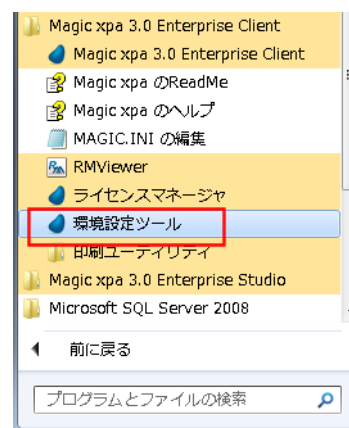 Magic xpa 3.0 Enterprise Client
Magic xpa 3.0 Enterprise Client
Magic xpa のReadMe
Magic xpa のヘルプ
MAGIC.INI の編集
RMViewer
ライセンスマネージャ
環境設定ツール
印刷ユーティリティ
Magic xpa 3.0 Enterprise Studio
Microsoft SQL Server 2008
前に戻る
プログラムとファイルの検索